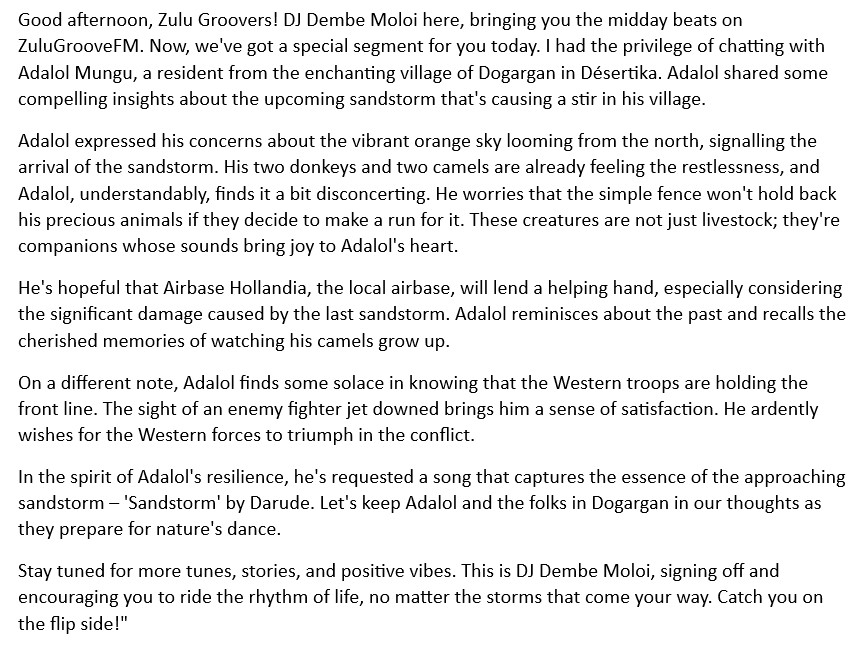 Good afternoon, Zulu Groovers! DJ Dembe Moloi here, bringing you the midday beats on
ZuluGrooveFM. Now, we've got a special segment for you today. I had the privilege of chatting with
Adalol Mungu, a resident from the enchanting village of Dogargan in Désertika. Adalol shared some
compelling insights about the upcoming sandstorm that's causing a stir in his village.
Adalol expressed his concerns about the vibrant orange sky looming from the north, signalling the
arrival of the sandstorm. His two donkeys and two camels are already feeling the restlessness, and
Adalol, understandably, finds it a bit disconcerting. He worries that the simple fence won't hold back
his precious animals if they decide to make a run for it. These creatures are not just livestock; they're
companions whose sounds bring joy to Adalol's heart.
He's hopeful that Airbase Hollandia, the local airbase, will lend a helping hand, especially considering
the significant damage caused by the last sandstorm. Adalol reminisces about the past and recalls the
cherished memories of watching his camels grow up.
On a different note, Adalol finds some solace in knowing that the Western troops are holding the
front line. The sight of an enemy fighter jet downed brings him a sense of satisfaction. He ardently
wishes for the Western forces to triumph in the conflict.
In the spirit of Adalol's resilience, he's requested a song that captures the essence of the approaching
sandstorm – 'Sandstorm' by Darude. Let's keep Adalol and the folks in Dogargan in our thoughts as
they prepare for nature's dance.
Stay tuned for more tunes, stories, and positive vibes. This is DJ Dembe Moloi, signing off and
encouraging you to ride the rhythm of life, no matter the storms that come your way. Catch you on
the flip side!"